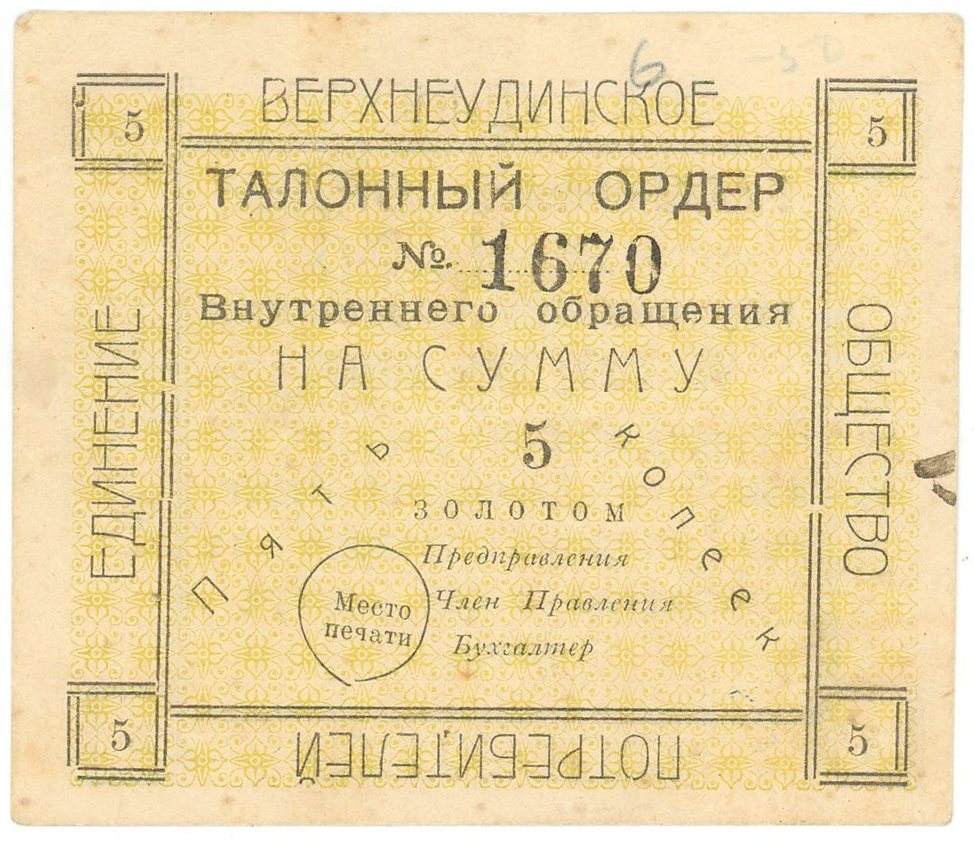 6
ВЕРХНЕУДИНСКОЕ
5
5
ТАЛОННЫЙ ОРДЕР
№. 1670
Внутреннего обращения
НА СУММУ
5
Пять копеек
золотом
Предправления
Член Правления
Бухгалтер
Место
печати
ЕДИНЕНИЕ
ОБЩЕСТВО
5
5
ПОТРЕБИТЕЛЕЙ